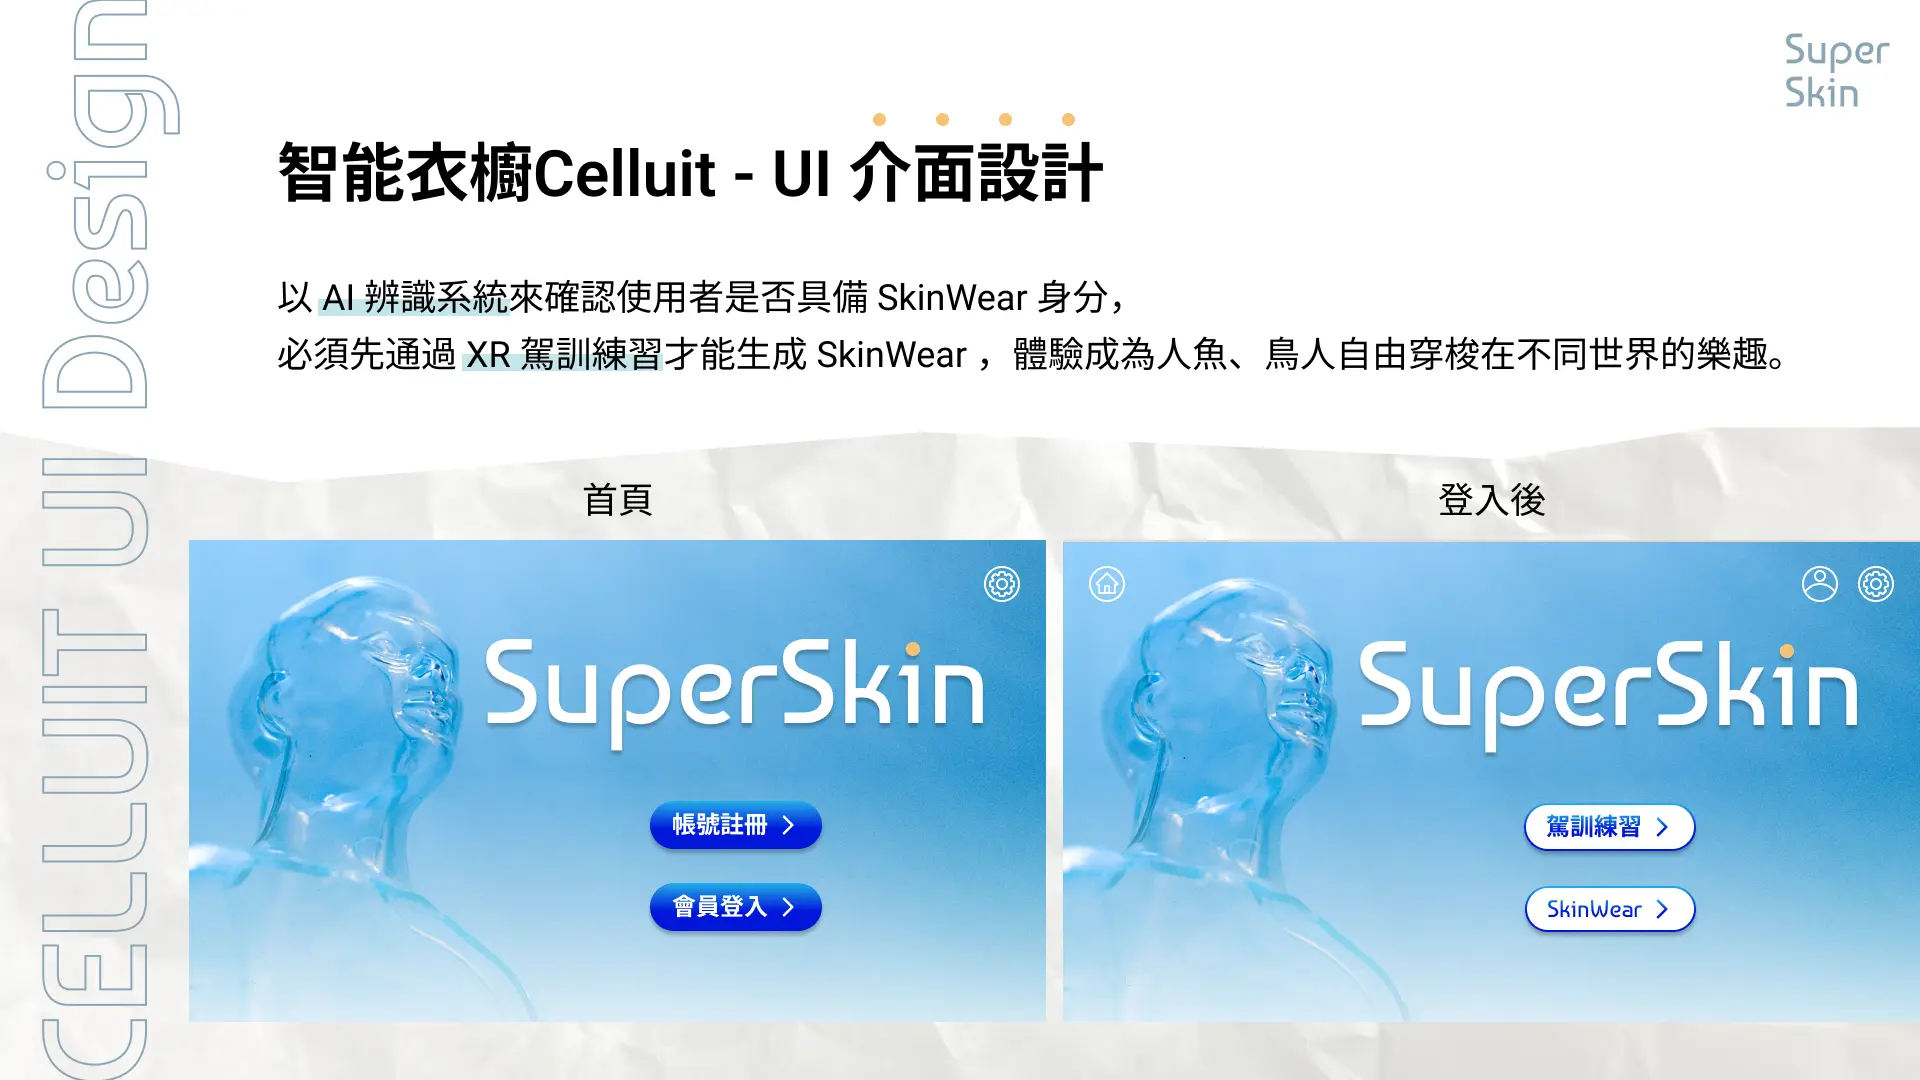 CELLUIT UI Design
Super
Skin
智能衣櫥Celluit - UI 介面設計
以 AI 辨識系統來確認使用者是否具備 SkinWear 身分，
必須先通過 XR 駕訓練習才能生成 SkinWear ，體驗成為人魚、鳥人自由穿梭在不同世界的樂趣。
首頁
SuperSkin
帳號註冊
會員登入
登入後
SuperSkin
駕訓練習
SkinWear